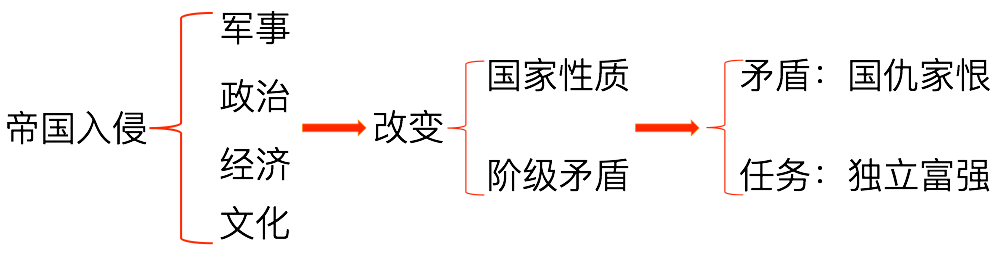 帝国入侵
军事
政治
经济
文化
改变
国家性质
阶级矛盾
矛盾：国仇家恨
任务：独立富强